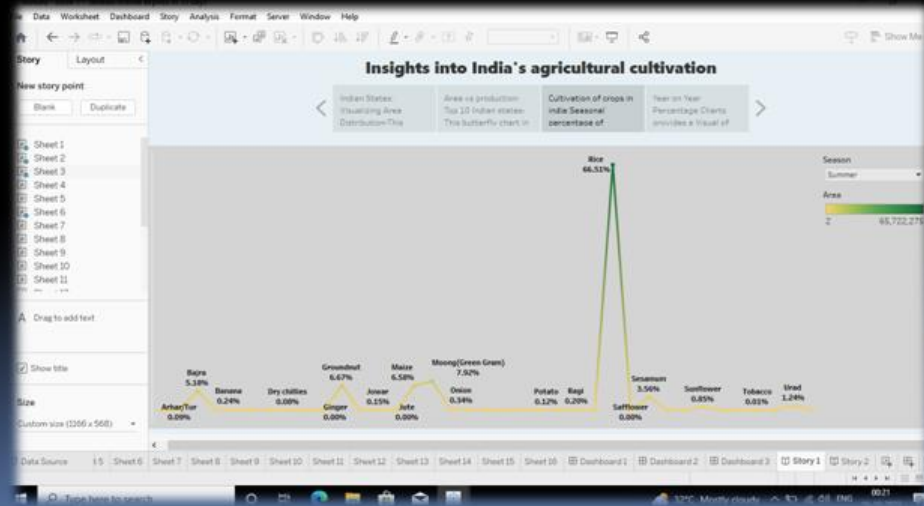 Data Worksheet Dashboard Story Analysis Format Server Window Help
Show Me
Story Layout
New story point
Blank Duplicate
Sheet 1
Sheet 2
Sheet 3
Sheet 4
Sheet 5
Sheet 6
Sheet 7
Sheet 8
Sheet 9
Sheet 10
Sheet 11
A Drag to add text
Show title
Size
Custom size (1166 x 568)
Insights into India's agricultural cultivation
Indian States:
Visualizing Area
Distribution-This
Area vs production:
Top 10 Indian states-
This butterfly chart in
Cultivation of crops in
india Seasonal
percentage of
Year on Year
Percentage Charts
provides a Visual of
Season
Summer
Area
2 65,722,275
Rice
66.51%
Arhar/Tur
0.09%
Bajra
5.18%
Banana
0.24%
Dry chillies
0.08%
Ginger
0.00%
Groundnut
6.67%
Jowar
0.15%
Jute
0.00%
Maize
6.58%
Moong(Green Gram)
7.92%
Onion
0.34%
Potato
0.12%
Ragi
0.20%
Safflower
0.00%
Sesamum
3.56%
Sunflower
0.85%
Tobacco
0.01%
Urad
1.24%
Data Source Sheet 6 Sheet 7 Sheet 8 Sheet 9 Sheet 10 Sheet 11 Sheet 12 Sheet 13 Sheet 14 Sheet 15 Sheet 16 Dashboard 1 Dashboard 2 Dashboard 3 Story 1 Story 2
Type here to search
32°C Mostly cloudy ENG 00:21